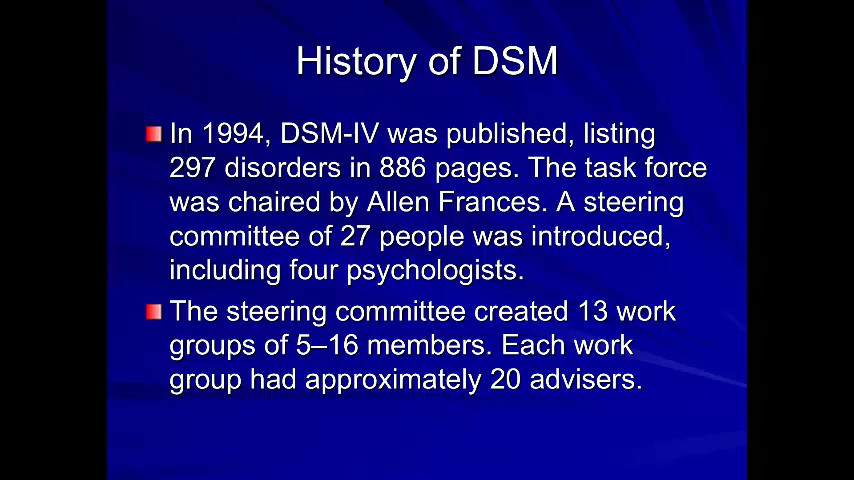 History of DSM
In 1994, DSM-IV was published, listing
297 disorders in 886 pages. The task force
was chaired by Allen Frances. A steering
committee of 27 people was introduced,
including four psychologists.
The steering committee created 13 work
groups of 5–16 members. Each work
group had approximately 20 advisers.